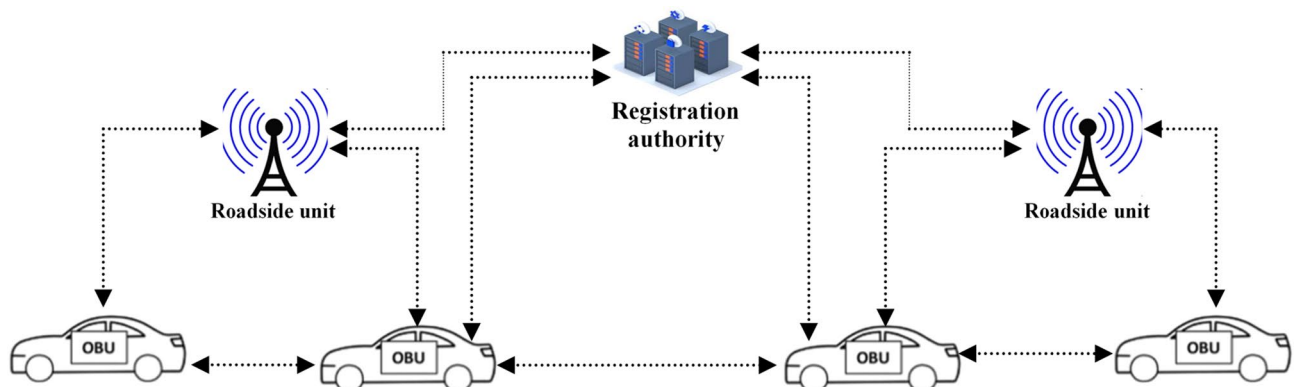 Registration
authority
Roadside unit
Roadside unit
OBU
OBU
OBU
OBU